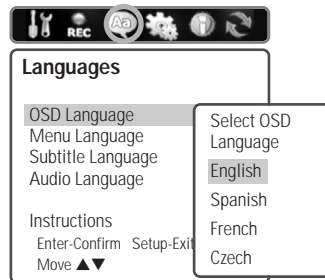 REC
Aa
i
Languages
OSD Language
Menu Language
Subtitle Language
Audio Language
Instructions
Enter-Confirm Setup-Exit
Move ▲▼
Select OSD
Language
English
Spanish
French
Czech